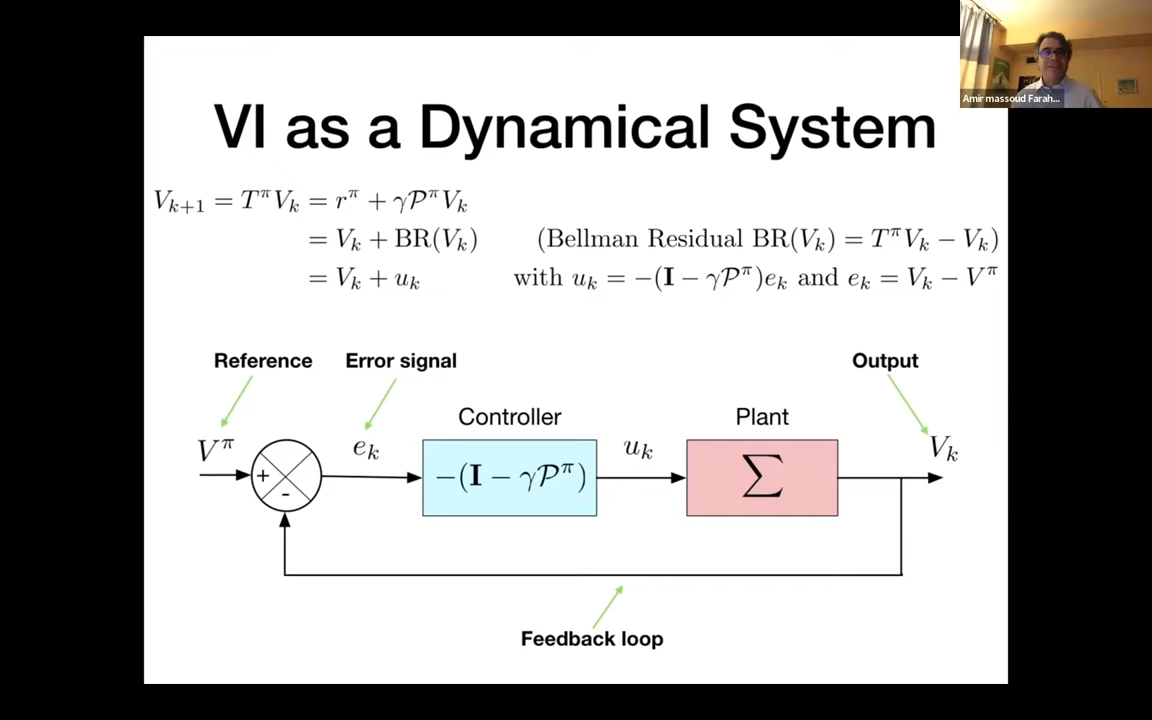 Amir massoud Farah...
VI as a Dynamical System
V_{k+1} = T^π V_k = r^π + γ𝒫^π V_k
= V_k + BR(V_k) (Bellman Residual BR(V_k) = T^π V_k − V_k)
= V_k + u_k with u_k = −(I − γ𝒫^π)e_k and e_k = V_k − V^π
Reference Error signal Output
Controller Plant
V^π e_k u_k V_k
+ −(I − γ𝒫^π) Σ
-
Feedback loop